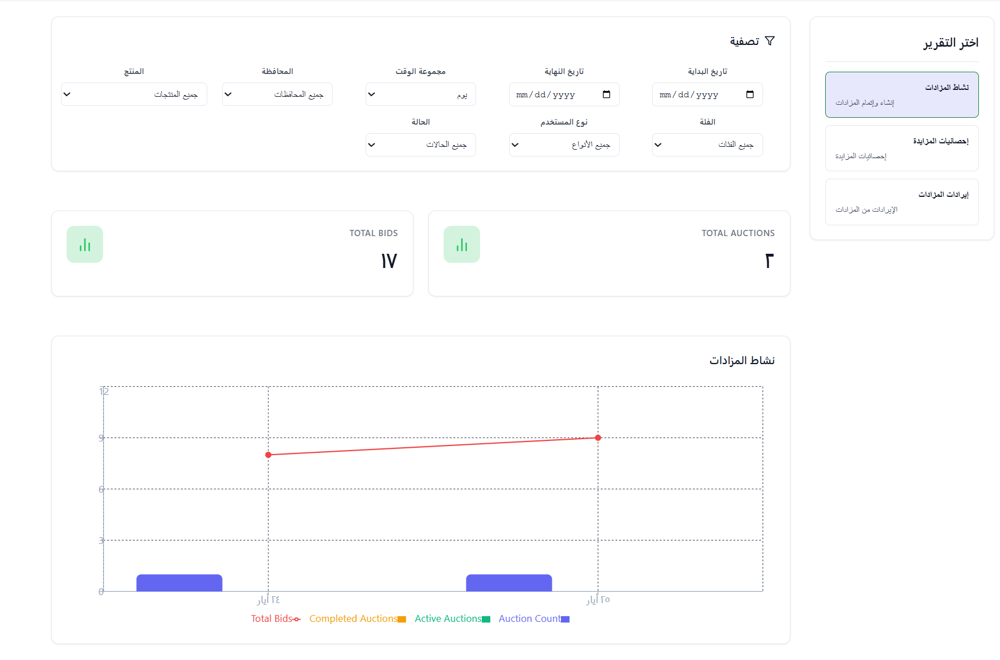 اختر التقرير
نشاط المزادات
إنشاء وإتمام المزادات
إحصائيات المزايدة
إحصائيات المزايدة
إيرادات المزادات
الإيرادات من المزادات
تصفية
تاريخ البداية
تاريخ النهاية
مجموعة الوقت
المحافظة
المنتج
mm/dd/yyyy
mm/dd/yyyy
يوم
جميع المحافظات
جميع المنتجات
الفئة
نوع المستخدم
الحالة
جميع الفئات
جميع الأنواع
جميع الحالات
TOTAL AUCTIONS
٢
TOTAL BIDS
١٧
نشاط المزادات
12
9
6
3
0
٢٤ أيار
٢٥ أيار
Total Bids
Completed Auctions
Active Auctions
Auction Count